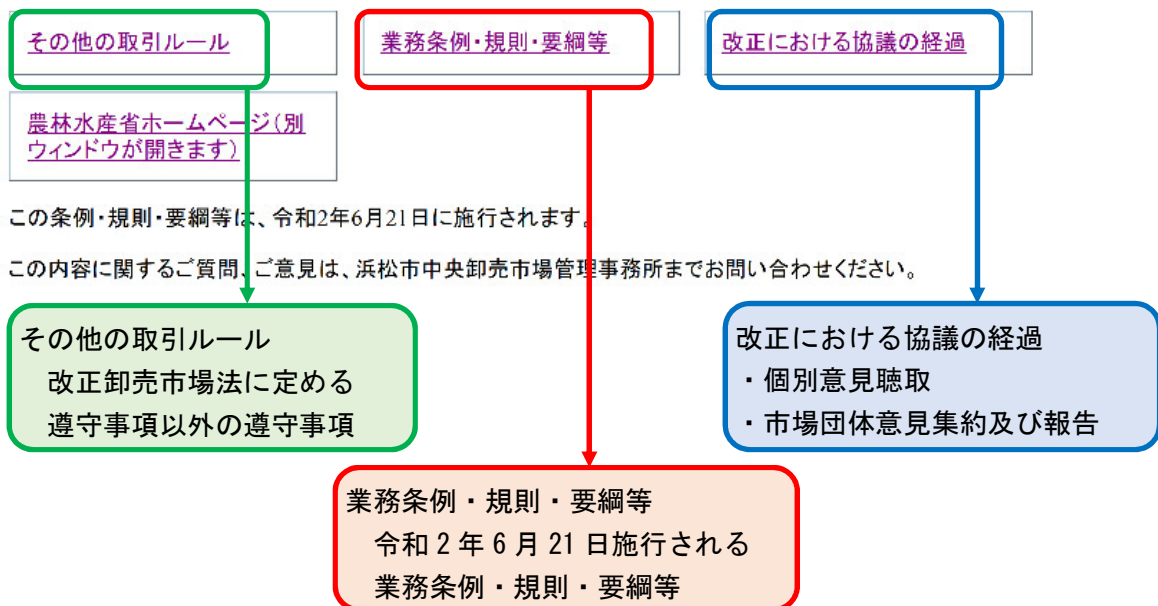 その他の取引ルール
業務条例・規則・要綱等
改正における協議の経過
農林水産省ホームページ(別
ウィンドウが開きます)
この条例・規則・要綱等は、令和2年6月21日に施行されます。
この内容に関するご質問、ご意見は、浜松市中央卸売市場管理事務所までお問い合わせください。
その他の取引ルール
改正卸売市場法に定める
遵守事項以外の遵守事項
改正における協議の経過
・個別意見聴取
・市場団体意見集約及び報告
業務条例・規則・要綱等
令和2年6月21日施行される
業務条例・規則・要綱等